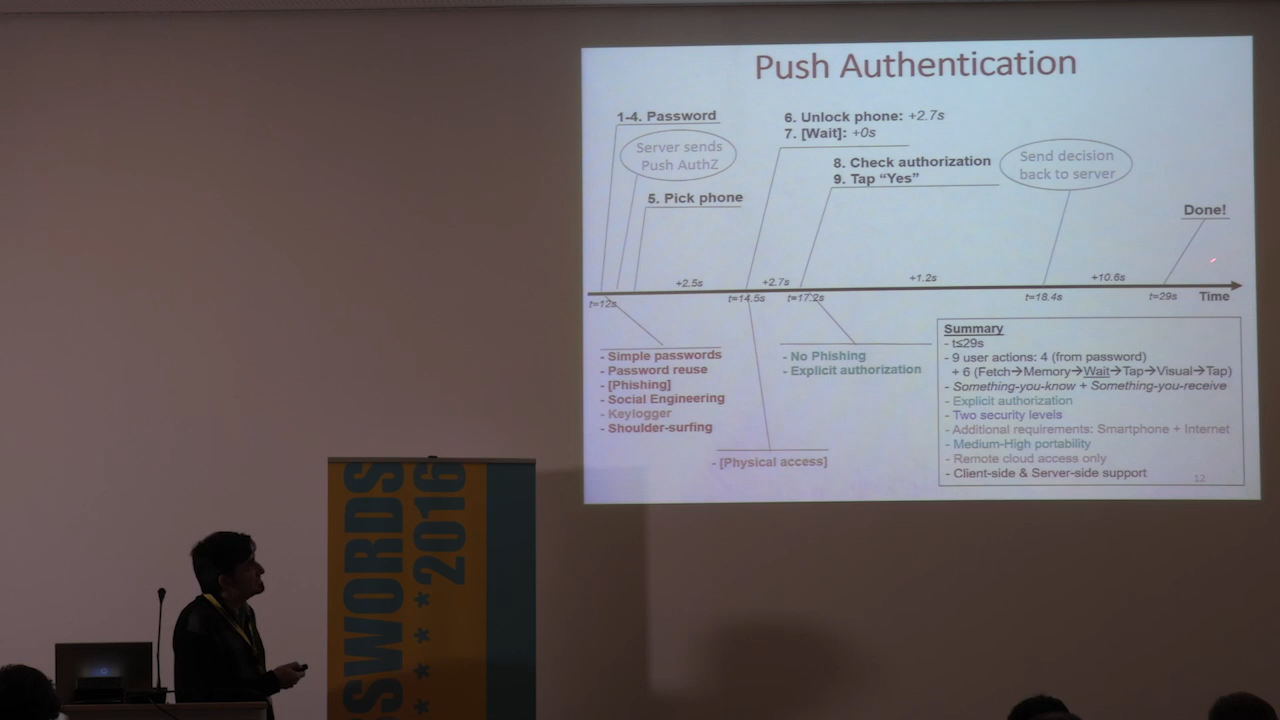 Push Authentication
1-4. Password
Server sends
Push AuthZ
5. Pick phone
6. Unlock phone: +2.7s
7. [Wait]: +0s
8. Check authorization
9. Tap “Yes”
Send decision
back to server
Done!
+2.5s
+2.7s
+1.2s
+10.6s
t=12s
t=14.5s
t=17.2s
t=18.4s
t=29s
Time
- Simple passwords
- Password reuse
- [Phishing]
- Social Engineering
- Keylogger
- Shoulder-surfing
- [Physical access]
- No Phishing
- Explicit authorization
Summary
- t≤29s
- 9 user actions: 4 (from password)
+ 6 (Fetch→Memory→Wait→Tap→Visual→Tap)
- Something-you-know + Something-you-receive
- Explicit authorization
- Two security levels
- Additional requirements: Smartphone + Internet
- Medium-High portability
- Remote cloud access only
- Client-side & Server-side support
12
SSWORDS
* * * *2016